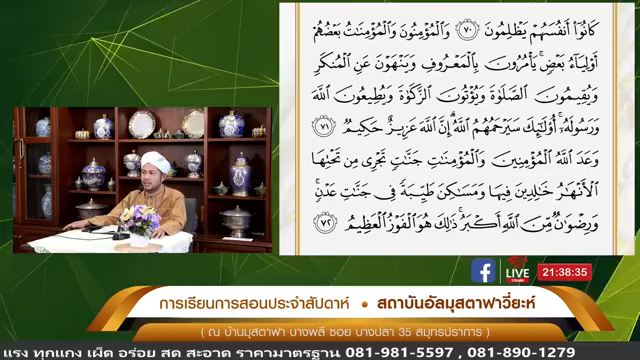 كَانُوٓا۟ أَنفُسَهُمْ يَظْلِمُونَ ٧٠ وَٱلْمُؤْمِنُونَ وَٱلْمُؤْمِنَٰتُ بَعْضُهُمْ
أَوْلِيَآءُ بَعْضٍ ۚ يَأْمُرُونَ بِٱلْمَعْرُوفِ وَيَنْهَوْنَ عَنِ ٱلْمُنكَرِ
وَيُقِيمُونَ ٱلصَّلَوٰةَ وَيُؤْتُونَ ٱلزَّكَوٰةَ وَيُطِيعُونَ ٱللَّهَ
وَرَسُولَهُۥٓ ۚ أُو۟لَٰٓئِكَ سَيَرْحَمُهُمُ ٱللَّهُ ۗ إِنَّ ٱللَّهَ عَزِيزٌ حَكِيمٌ ٧١
وَعَدَ ٱللَّهُ ٱلْمُؤْمِنِينَ وَٱلْمُؤْمِنَٰتِ جَنَّٰتٍ تَجْرِى مِن تَحْتِهَا
ٱلْأَنْهَٰرُ خَٰلِدِينَ فِيهَا وَمَسَٰكِنَ طَيِّبَةً فِى جَنَّٰتِ عَدْنٍ ۚ
وَرِضْوَٰنٌ مِّنَ ٱللَّهِ أَكْبَرُ ۚ ذَٰلِكَ هُوَ ٱلْفَوْزُ ٱلْعَظِيمُ ٧٢
f LIVE 21:38:35
การเรียนการสอนประจำสัปดาห์ • สถาบันอัลมุสตาฟาวี่ยะห์
( ณ บ้านมุสตาฟา บางพลี ซอย บางปลา 35 สมุทรปราการ )
แรง ทุกแกง เผ็ด อร่อย สด สะอาด ราคามาตรฐาน 081-981-5597 , 081-890-1276